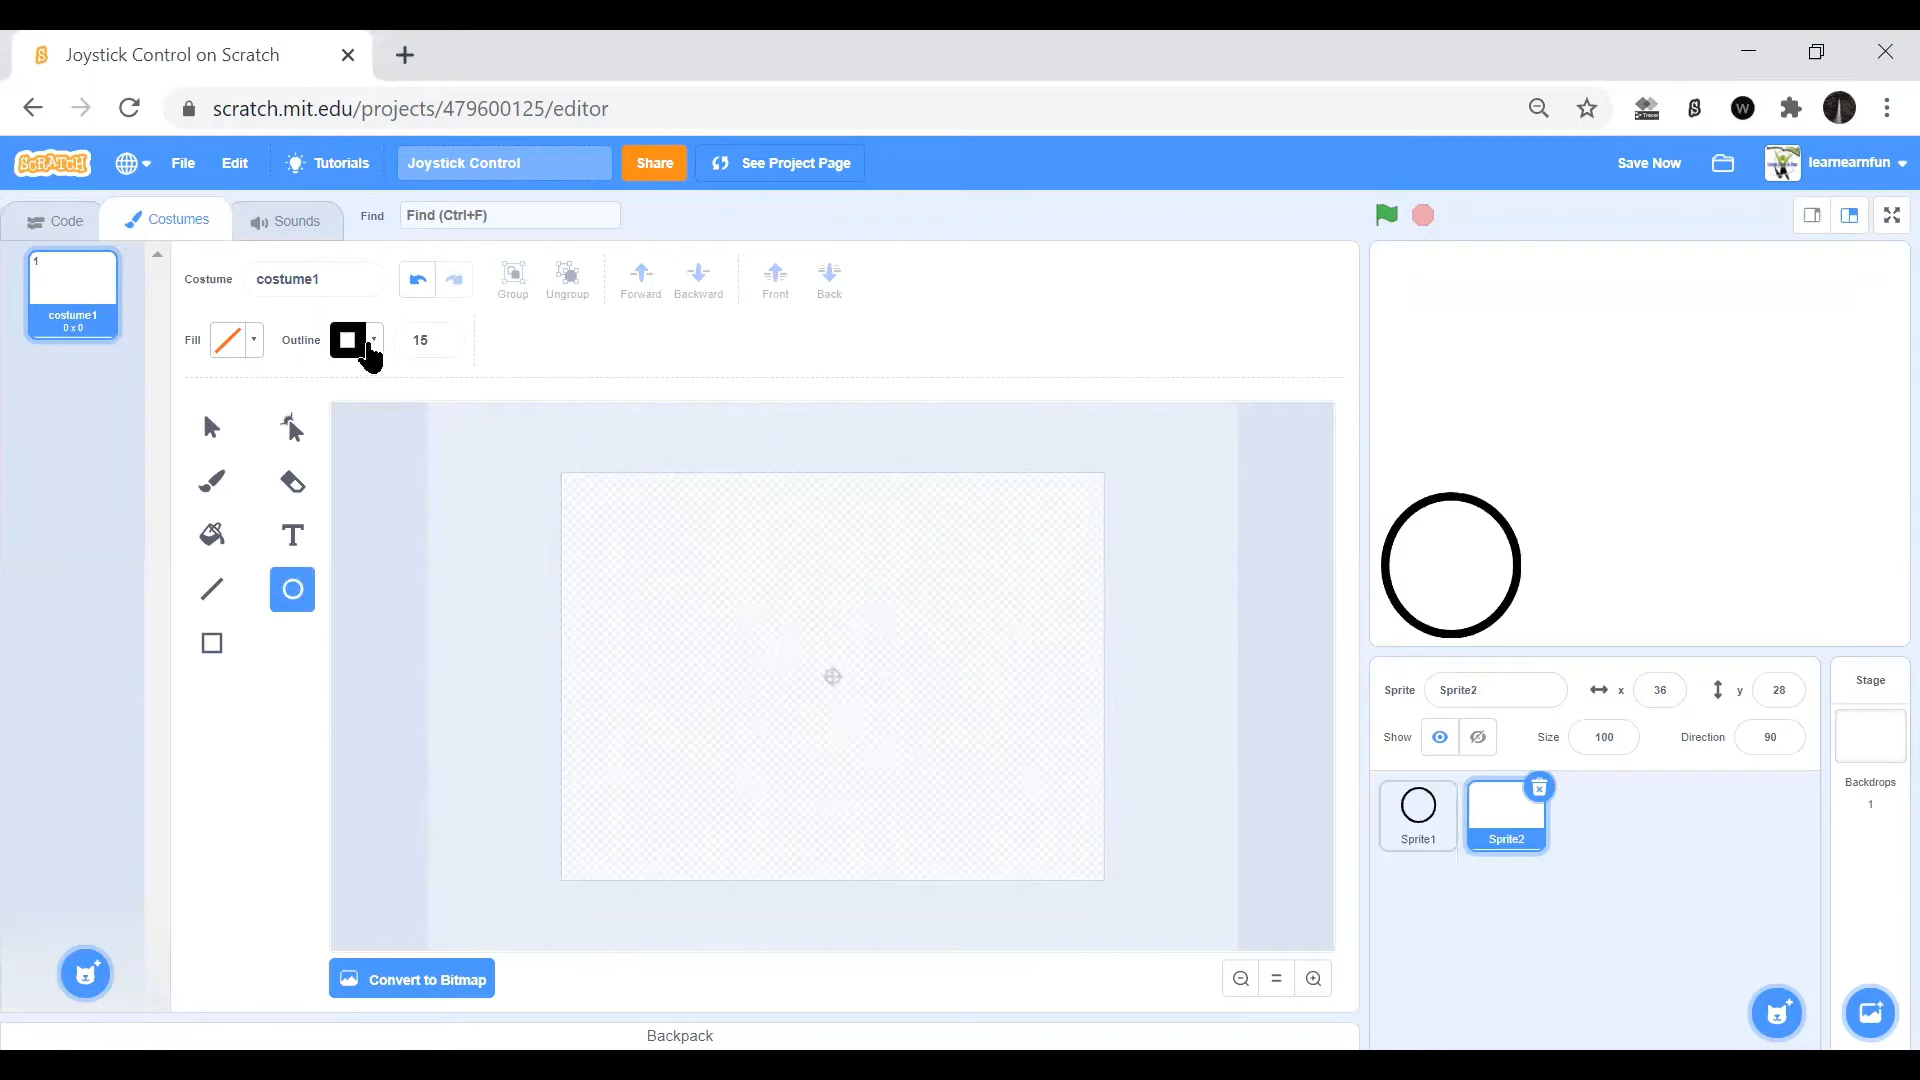 Joystick Control on Scratch
scratch.mit.edu/projects/479600125/editor
Tracer
W
SCRATCH
File
Edit
Tutorials
Joystick Control
Share
See Project Page
Save Now
learnearnfun
Code
Costumes
Sounds
Find
Find (Ctrl+F)
1
costume1
0 x 0
Costume
costume1
Group
Ungroup
Forward
Backward
Front
Back
Fill
Outline
15
T
Convert to Bitmap
Backpack
Sprite
Sprite2
x
36
y
28
Show
Size
100
Direction
90
Sprite1
Sprite2
Stage
Backdrops
1